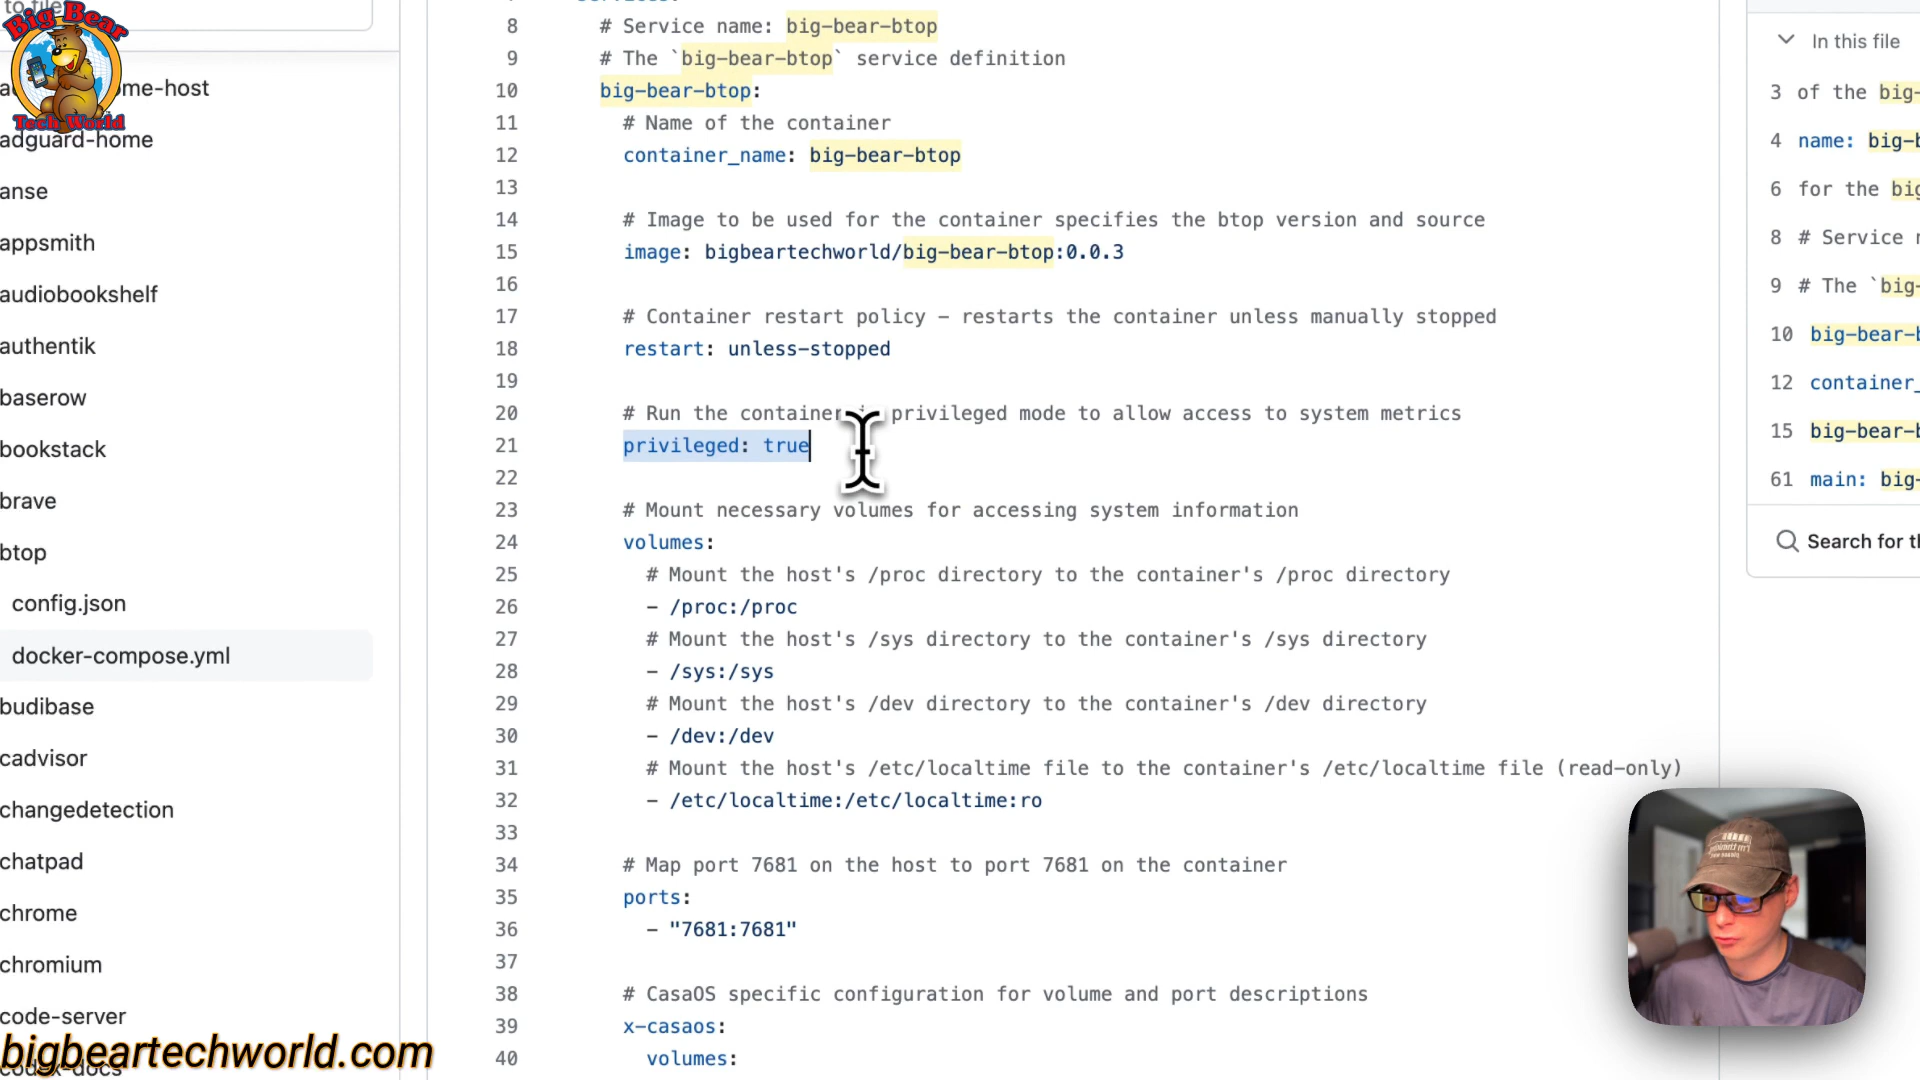 to file
Big Bear
Tech World
me-host
adguard-home
anse
appsmith
audiobookshelf
authentik
baserow
bookstack
brave
btop
config.json
docker-compose.yml
budibase
cadvisor
changedetection
chatpad
chrome
chromium
code-server
bigbeartechworld.com
8 # Service name: big-bear-btop
9 # The `big-bear-btop` service definition
10 big-bear-btop:
11 # Name of the container
12 container_name: big-bear-btop
13
14 # Image to be used for the container specifies the btop version and source
15 image: bigbeartechworld/big-bear-btop:0.0.3
16
17 # Container restart policy - restarts the container unless manually stopped
18 restart: unless-stopped
19
20 # Run the container privileged mode to allow access to system metrics
21 privileged: true
22
23 # Mount necessary volumes for accessing system information
24 volumes:
25 # Mount the host's /proc directory to the container's /proc directory
26 - /proc:/proc
27 # Mount the host's /sys directory to the container's /sys directory
28 - /sys:/sys
29 # Mount the host's /dev directory to the container's /dev directory
30 - /dev:/dev
31 # Mount the host's /etc/localtime file to the container's /etc/localtime file (read-only)
32 - /etc/localtime:/etc/localtime:ro
33
34 # Map port 7681 on the host to port 7681 on the container
35 ports:
36 - "7681:7681"
37
38 # CasaOS specific configuration for volume and port descriptions
39 x-casaos:
40 volumes:
In this file
3 of the big-
4 name: big-b
6 for the big
8 # Service n
9 # The `big-
10 big-bear-b
12 container_
15 big-bear-b
61 main: big-
Search for th